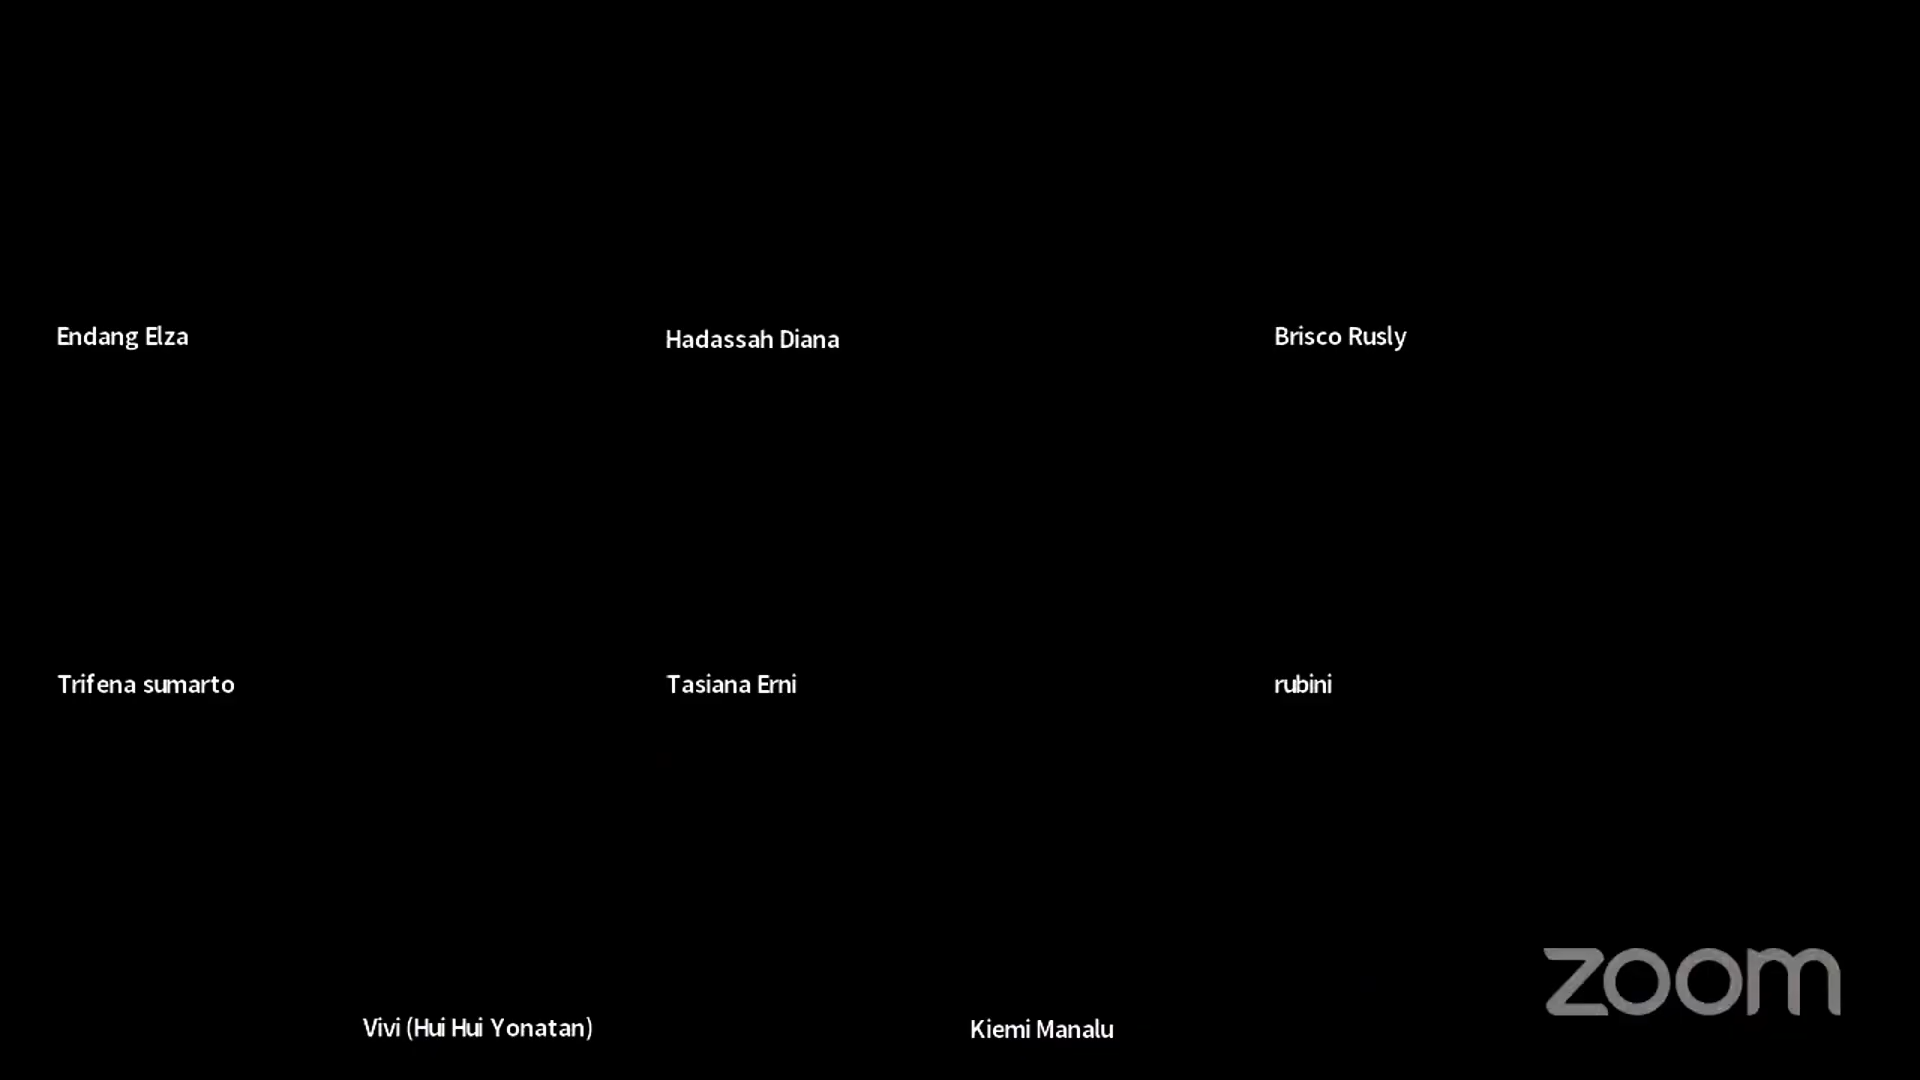 Endang Elza
Hadassah Diana
Brisco Rusly
Trifena sumarto
Tasiana Erni
rubini
Vivi (Hui Hui Yonatan)
Kiemi Manalu
zoom